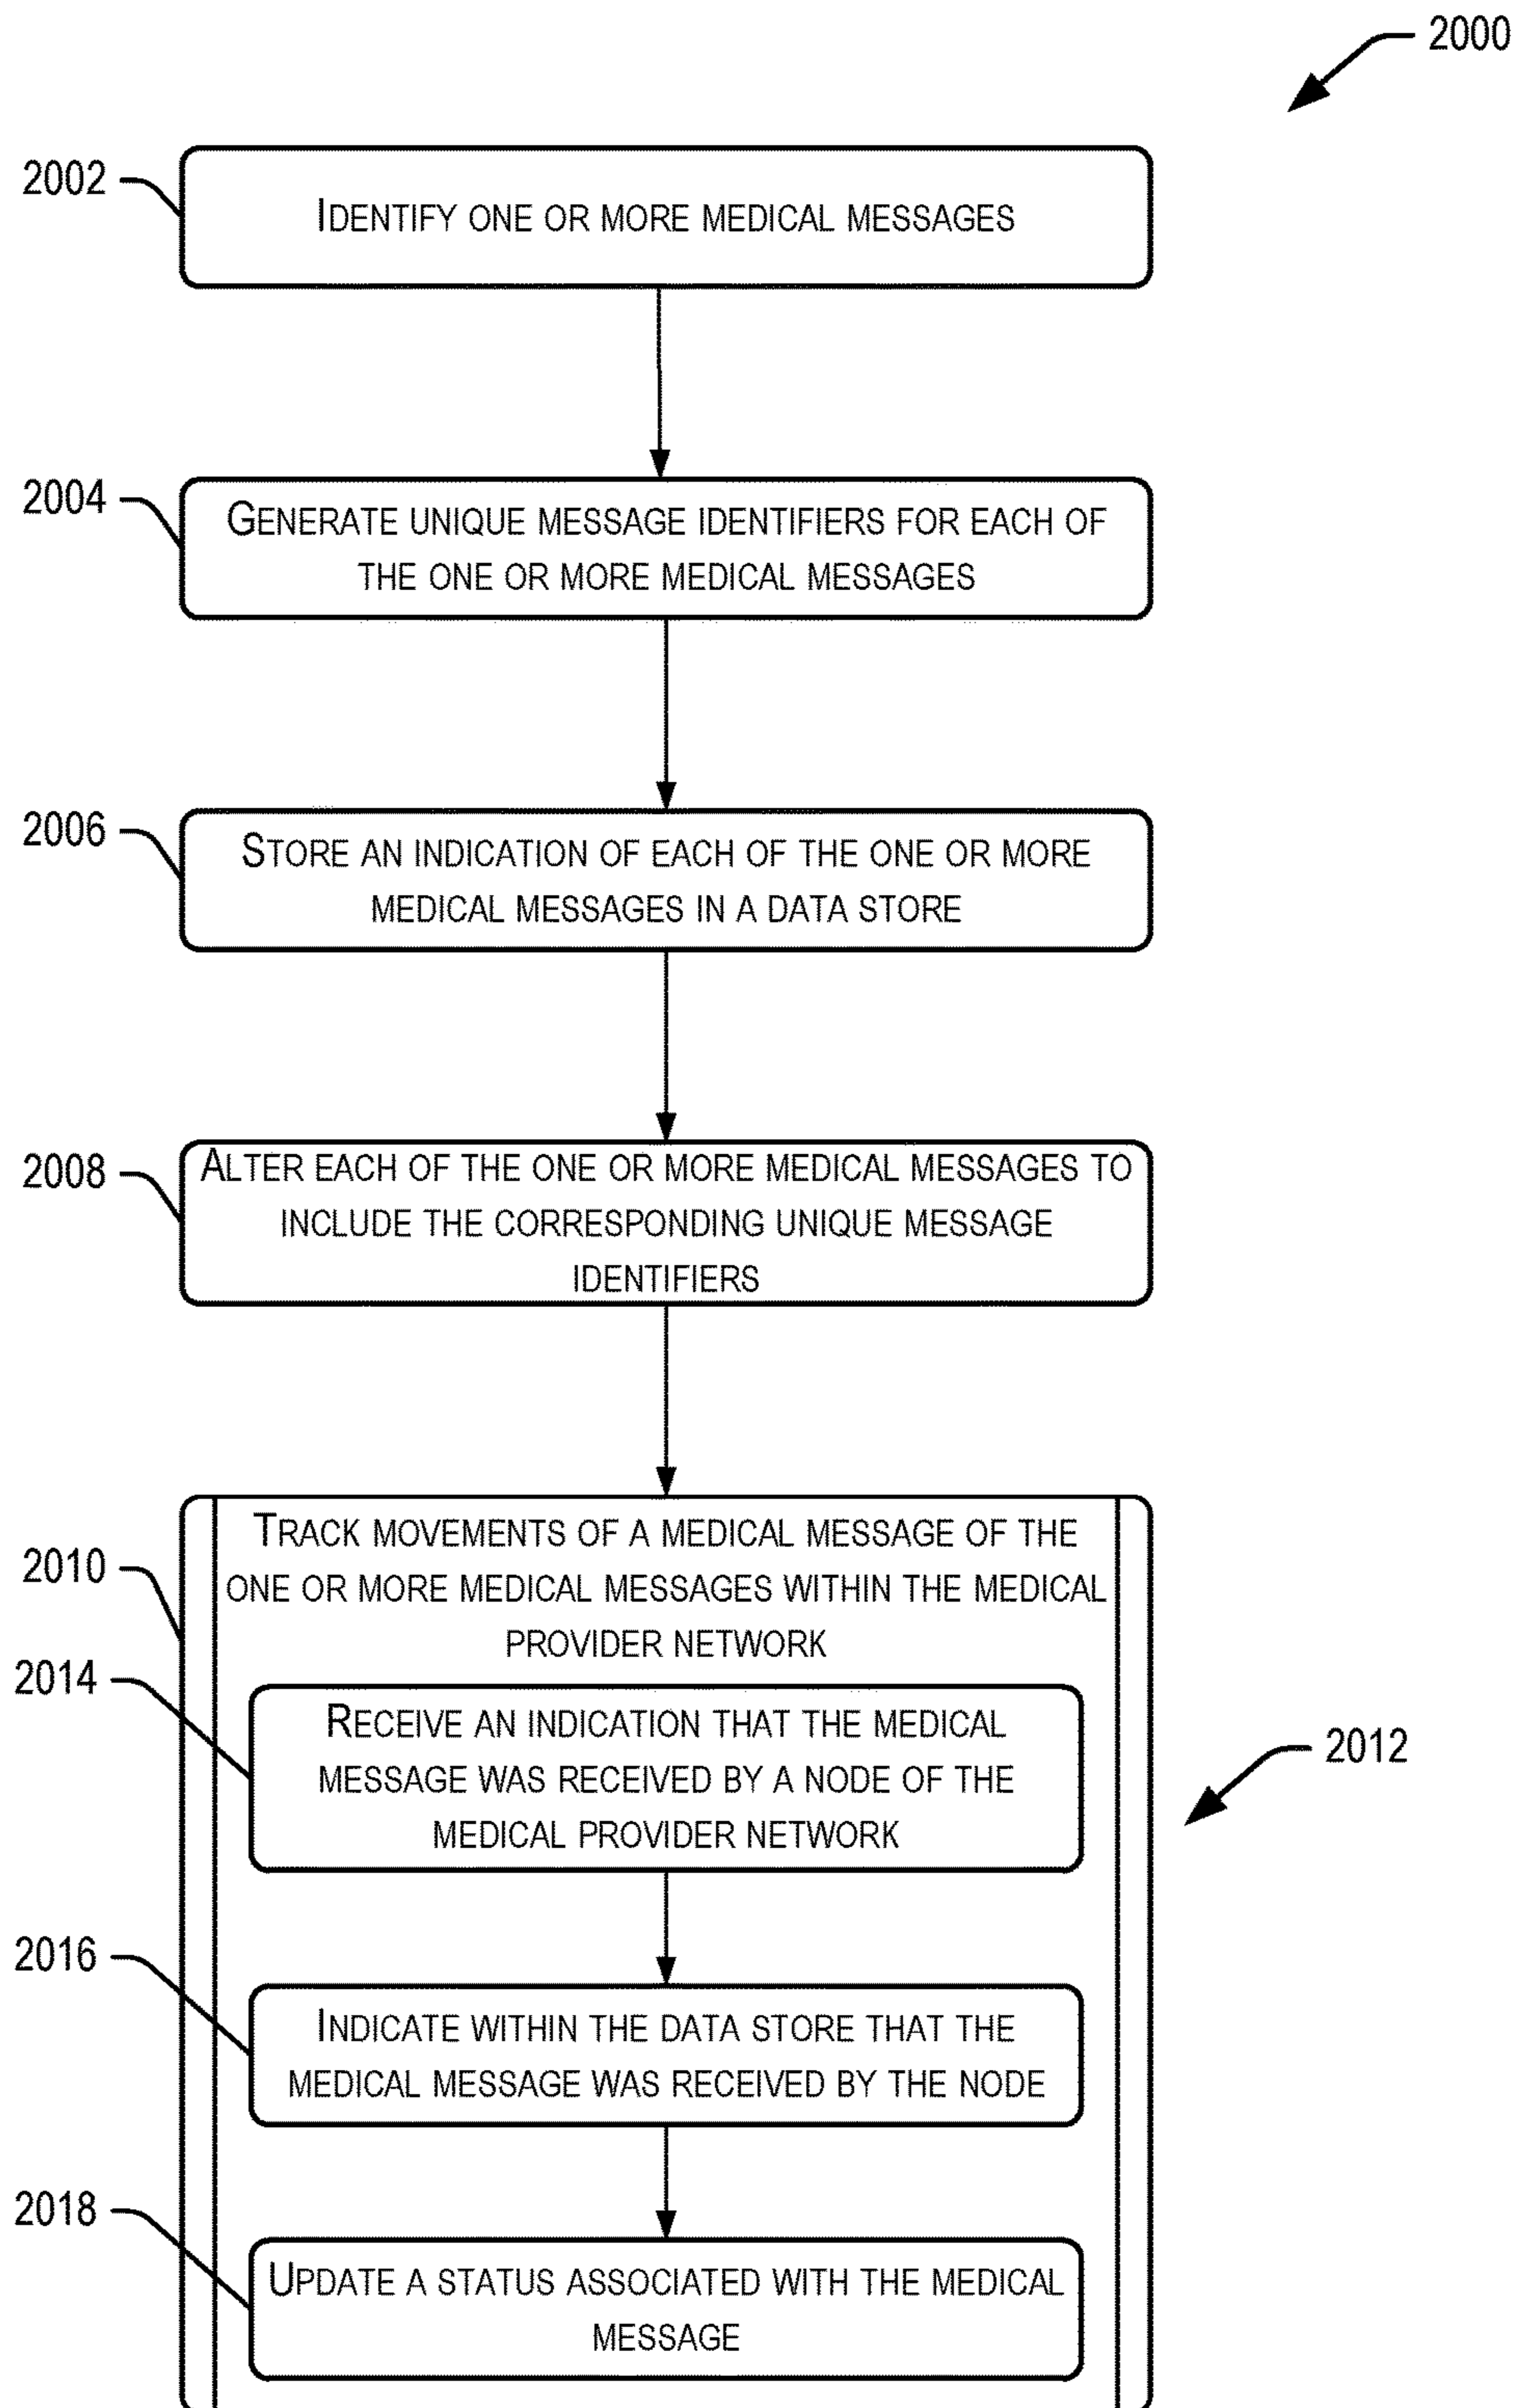 2000
2002
IDENTIFY ONE OR MORE MEDICAL MESSAGES
2004
GENERATE UNIQUE MESSAGE IDENTIFIERS FOR EACH OF
THE ONE OR MORE MEDICAL MESSAGES
2006
STORE AN INDICATION OF EACH OF THE ONE OR MORE
MEDICAL MESSAGES IN A DATA STORE
2008
ALTER EACH OF THE ONE OR MORE MEDICAL MESSAGES TO
INCLUDE THE CORRESPONDING UNIQUE MESSAGE
IDENTIFIERS
2010
TRACK MOVEMENTS OF A MEDICAL MESSAGE OF THE
ONE OR MORE MEDICAL MESSAGES WITHIN THE MEDICAL
PROVIDER NETWORK
2012
2014
RECEIVE AN INDICATION THAT THE MEDICAL
MESSAGE WAS RECEIVED BY A NODE OF THE
MEDICAL PROVIDER NETWORK
2016
INDICATE WITHIN THE DATA STORE THAT THE
MEDICAL MESSAGE WAS RECEIVED BY THE NODE
2018
UPDATE A STATUS ASSOCIATED WITH THE MEDICAL
MESSAGE